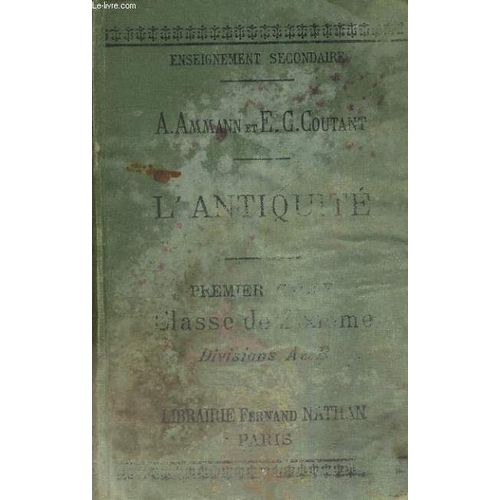 Le-livre.com
ENSEIGNEMENT SECONDAIRE
A. AMMANN ET E.-C. COUTANT
L'ANTIQUITÉ
PREMIER
Classe de
Divisions A et B
LIBRAIRIE FERNAND NATHAN
PARIS